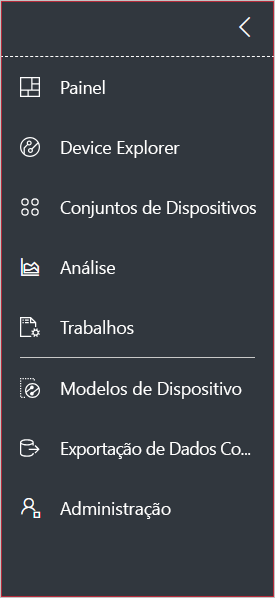 Painel
Device Explorer
Conjuntos de Dispositivos
Análise
Trabalhos
Modelos de Dispositivo
Exportação de Dados Co...
Administração